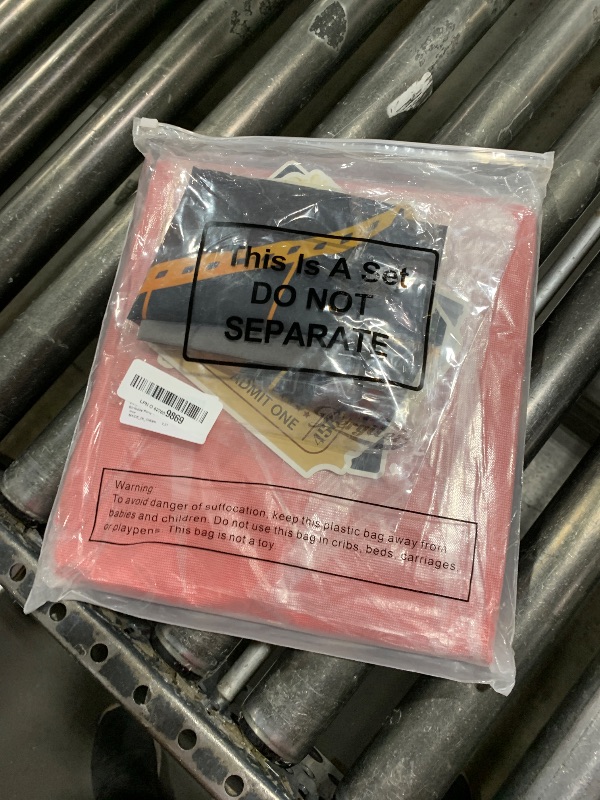 This Is A Set
DO NOT
SEPARATE
ADMIT ONE
9869
Warning
To avoid danger of suffocation, keep this plastic bag away from
babies and children. Do not use this bag in cribs, beds, carriages
or playpens. This bag is not a toy